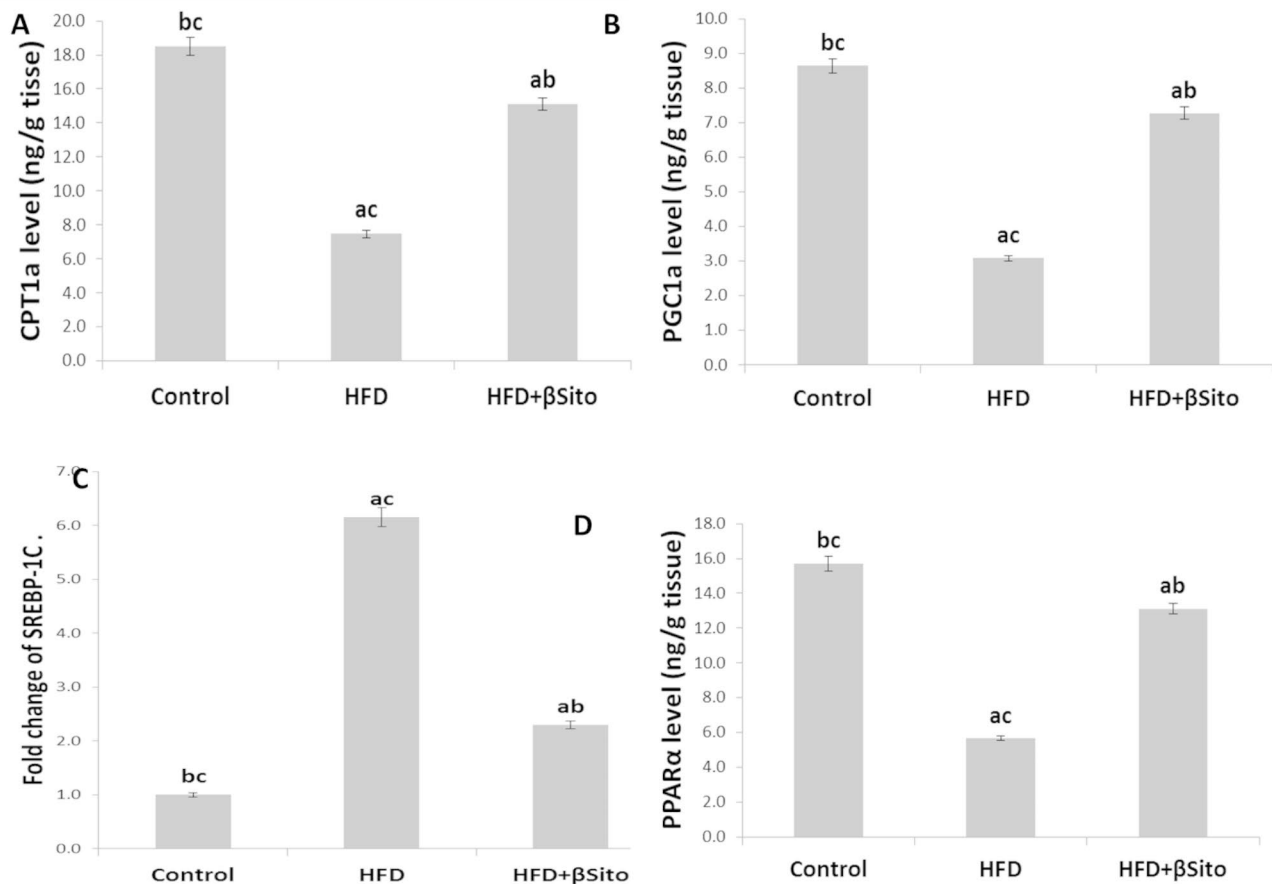 A
CPT1a level (ng/g tisse)
20.0
18.0
16.0
14.0
12.0
10.0
8.0
6.0
4.0
2.0
0.0
bc
ac
ab
Control HFD HFD+βSito
B
PGC1a level (ng/g tissue)
10.0
9.0
8.0
7.0
6.0
5.0
4.0
3.0
2.0
1.0
0.0
bc
ac
ab
Control HFD HFD+βSito
C
Fold change of SREBP-1C .
7.0
6.0
5.0
4.0
3.0
2.0
1.0
0.0
bc
ac
ab
Control HFD HFD+βSito
D
PPARα level (ng/g tissue)
18.0
16.0
14.0
12.0
10.0
8.0
6.0
4.0
2.0
0.0
bc
ac
ab
Control HFD HFD+βSito